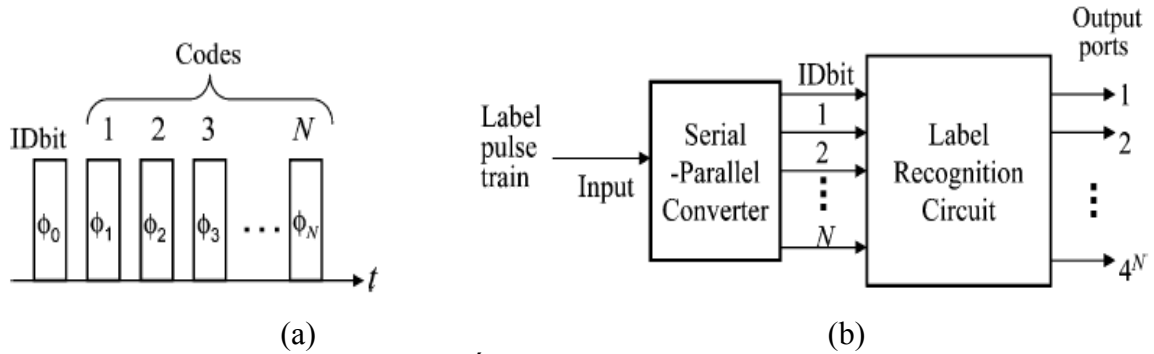 Codes
IDbit 1 2 3 N
ϕ0 ϕ1 ϕ2 ϕ3 ··· ϕN
t
(a)
Label
pulse
train
Input
Serial
-Parallel
Converter
IDbit
1
2
N
Label
Recognition
Circuit
Output
ports
1
2
4^N
(b)